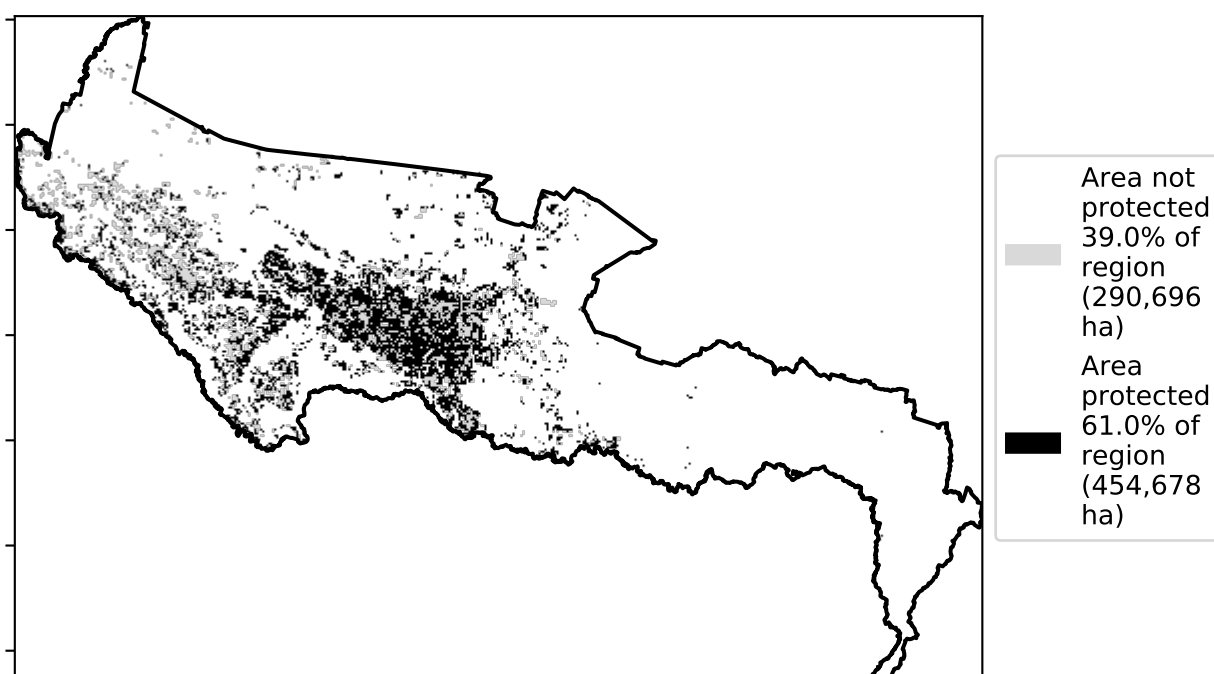 Area not
protected
39.0% of
region
(290,696
ha)
Area
protected
61.0% of
region
(454,678
ha)